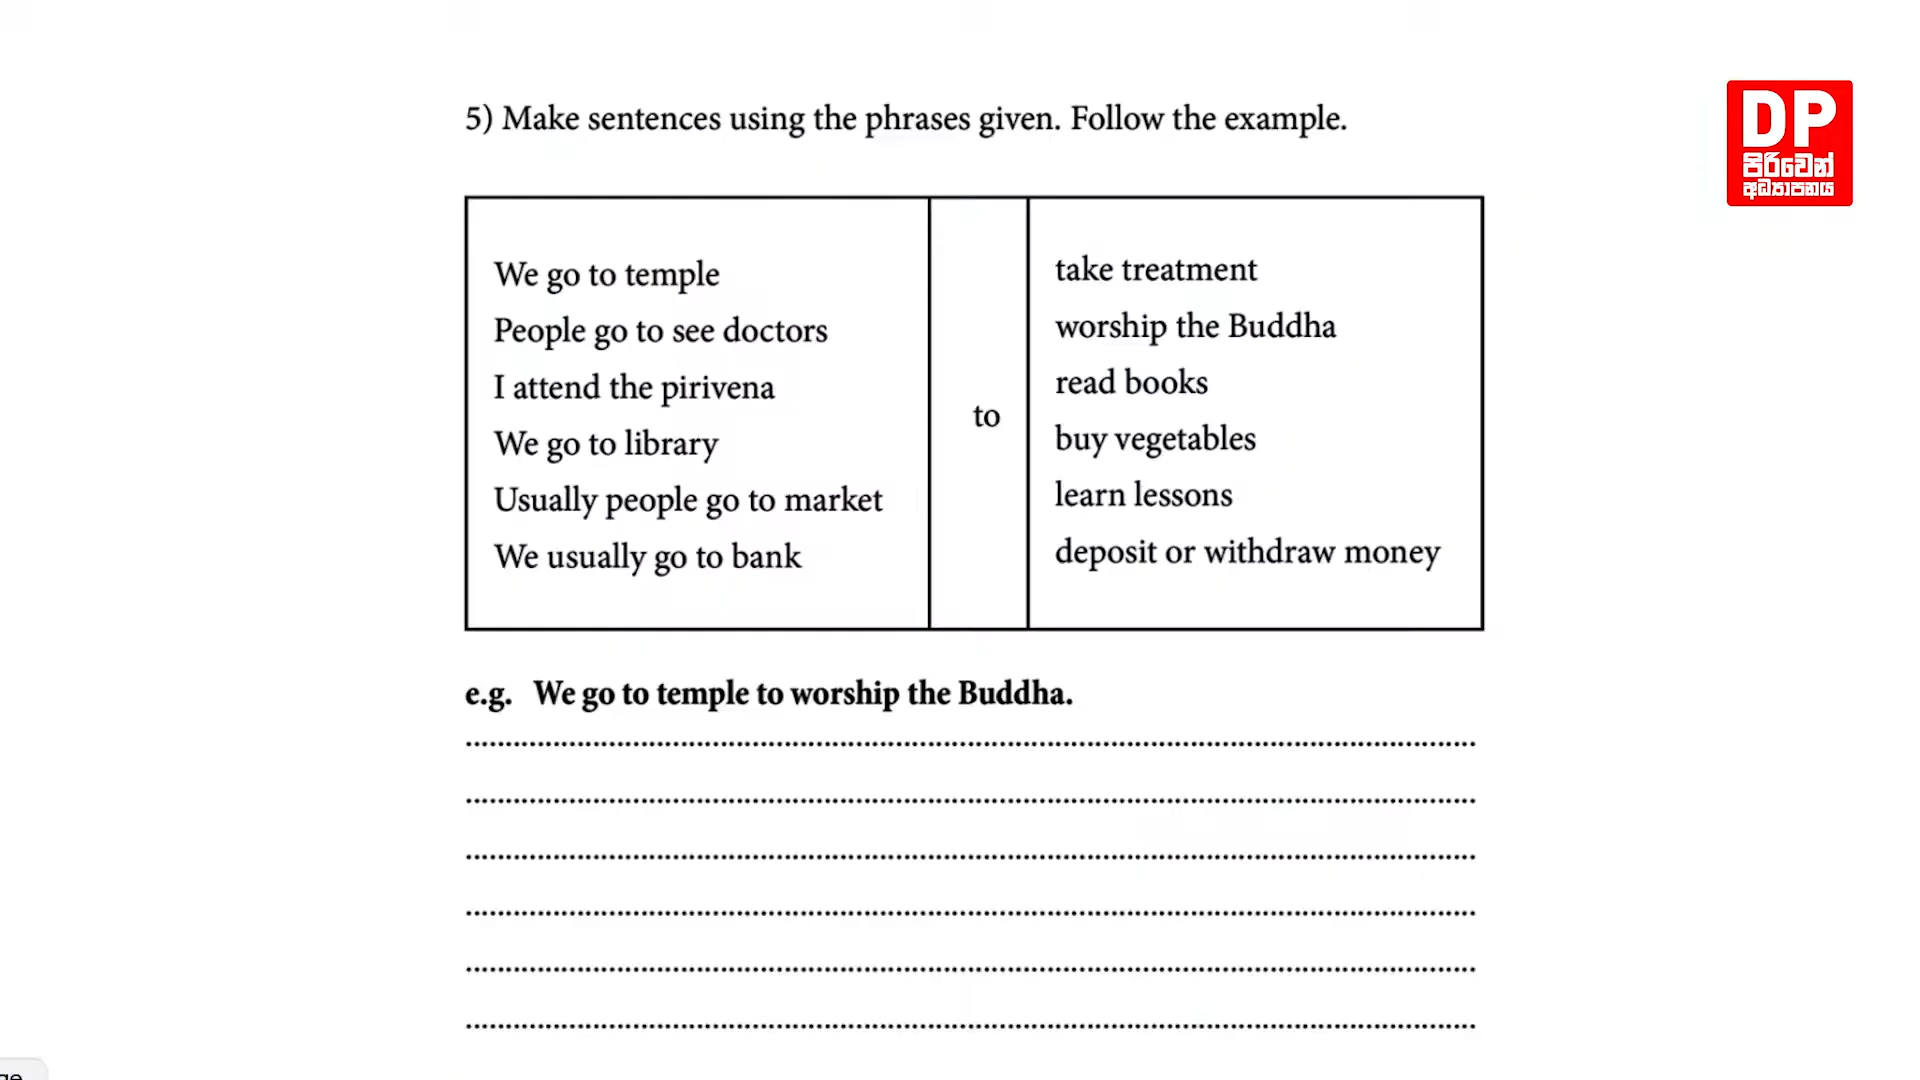 5) Make sentences using the phrases given. Follow the example.
DP
පිරිවෙන්
අධ්‍යාපනය
We go to temple
People go to see doctors
I attend the pirivena
We go to library
Usually people go to market
We usually go to bank
to
take treatment
worship the Buddha
read books
buy vegetables
learn lessons
deposit or withdraw money
e.g. We go to temple to worship the Buddha.